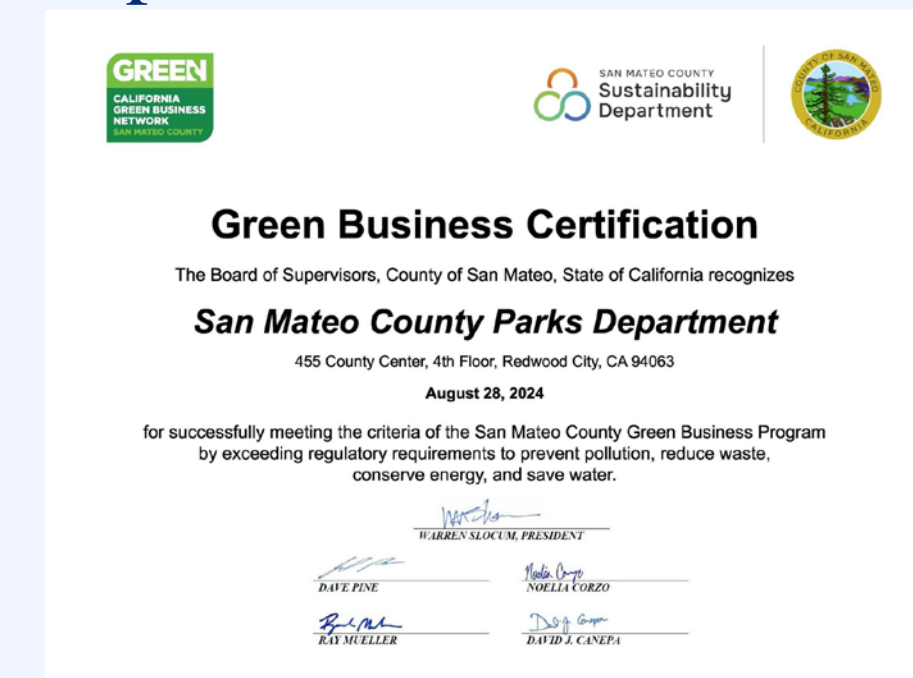 GREEN
CALIFORNIA
GREEN BUSINESS
NETWORK
SAN MATEO COUNTY
SAN MATEO COUNTY
Sustainability
Department
COUNTY OF SAN MATEO
CALIFORNIA
Green Business Certification
The Board of Supervisors, County of San Mateo, State of California recognizes
San Mateo County Parks Department
455 County Center, 4th Floor, Redwood City, CA 94063
August 28, 2024
for successfully meeting the criteria of the San Mateo County Green Business Program
by exceeding regulatory requirements to prevent pollution, reduce waste,
conserve energy, and save water.
WARREN SLOCUM, PRESIDENT
DAVE PINE
NOELIA CORZO
RAY MUELLER
DAVID J. CANEPA